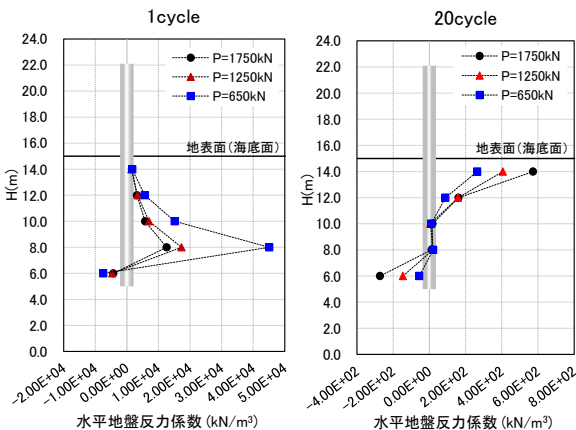 1cycle
24.0
22.0
20.0
18.0
16.0
14.0
12.0
10.0
8.0
6.0
4.0
2.0
0.0
H(m)
P=1750kN
P=1250kN
P=650kN
地表面(海底面)
-2.00E+04
-1.00E+04
0.00E+00
1.00E+04
2.00E+04
3.00E+04
4.00E+04
5.00E+04
水平地盤反力係数(kN/m³)
20cycle
24.0
22.0
20.0
18.0
16.0
14.0
12.0
10.0
8.0
6.0
4.0
2.0
0.0
H(m)
P=1750kN
P=1250kN
P=650kN
地表面(海底面)
-4.00E+02
-2.00E+02
0.00E+00
2.00E+02
4.00E+02
6.00E+02
8.00E+02
水平地盤反力係数(kN/m³)